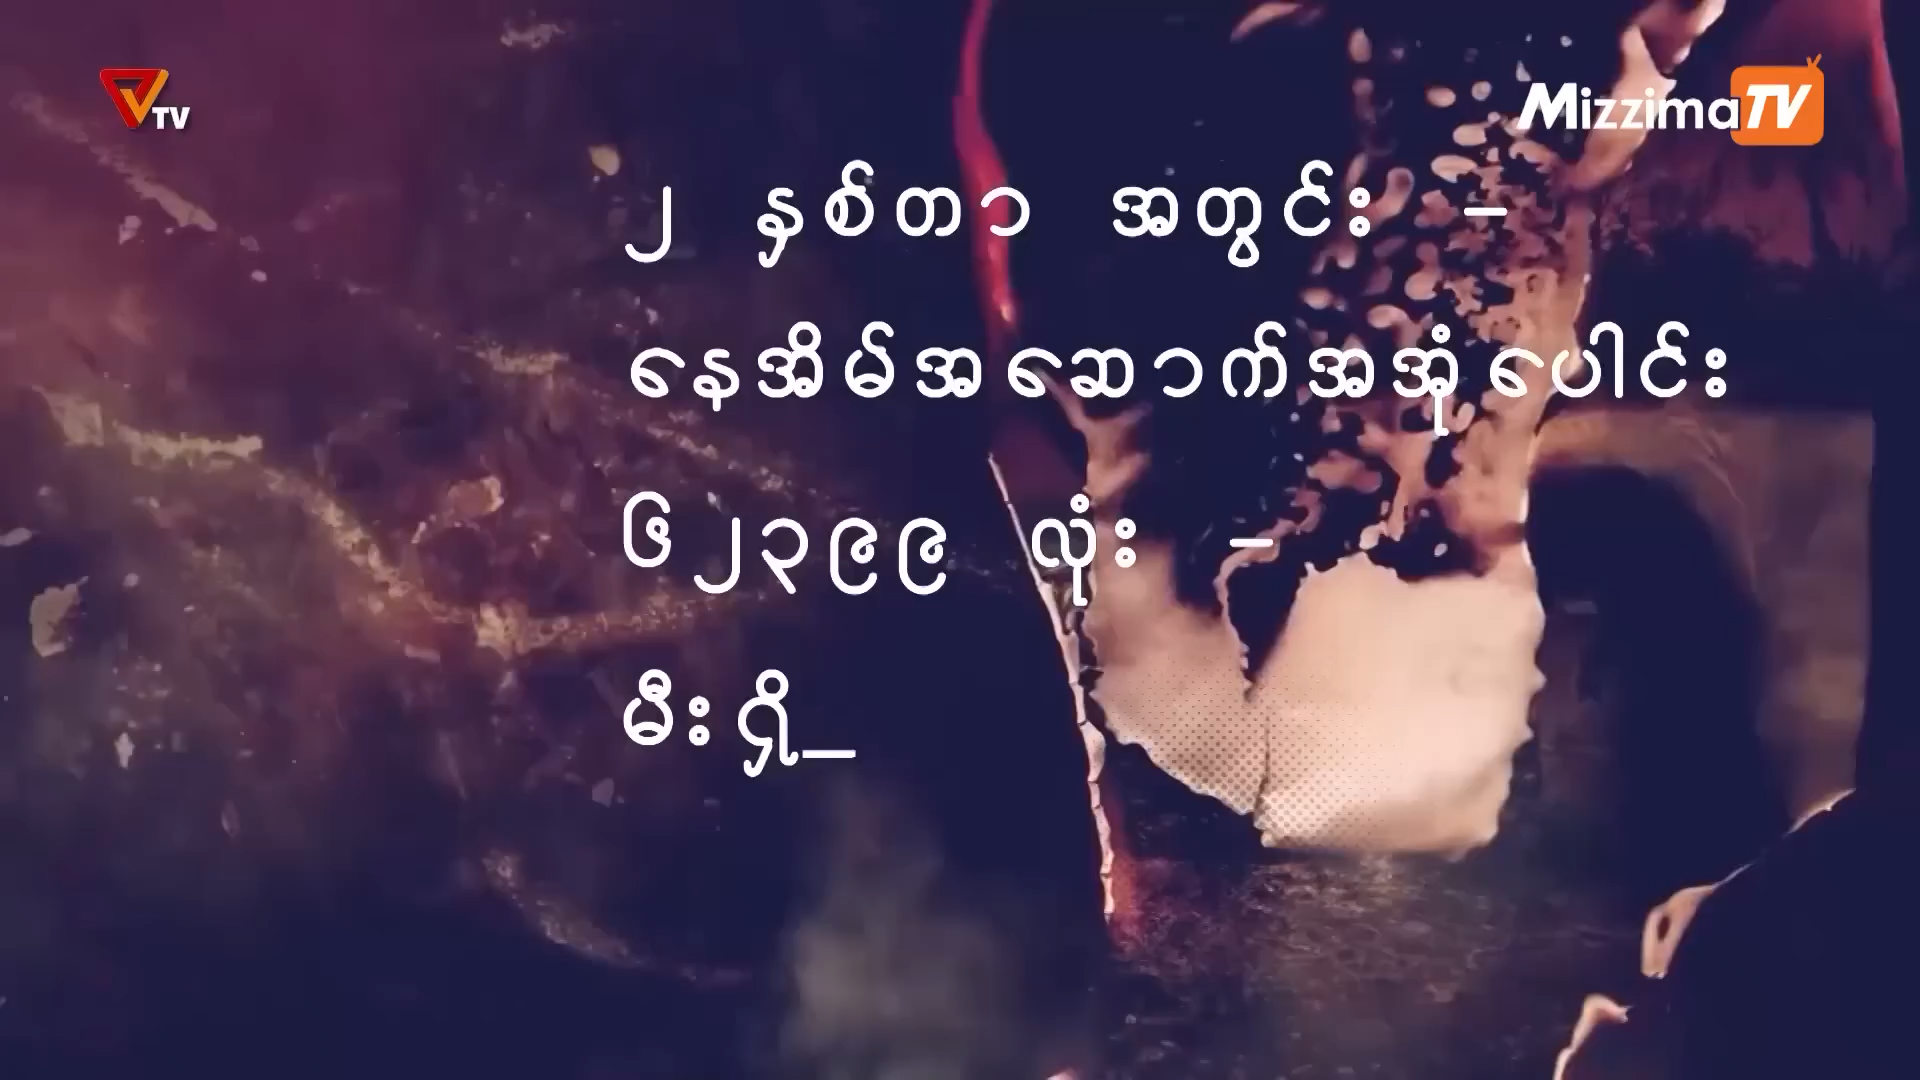 TV
MizzimaTV
၂ နှစ်တာ အတွင်း –
နေအိမ်အဆောက်အအုံပေါင်း
၆၂၃၉၉ လုံး –
မီးရှို_